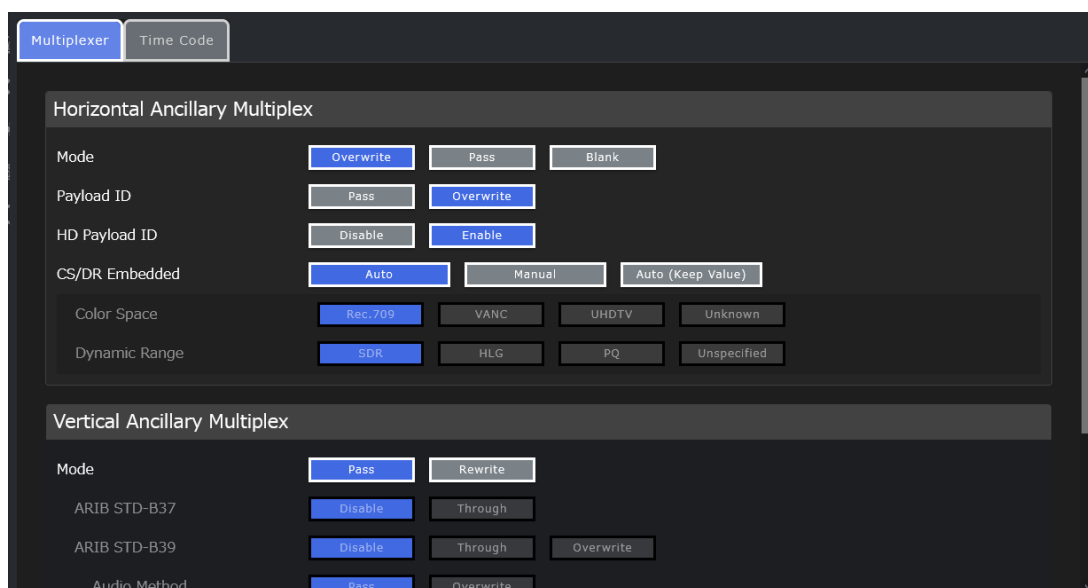 Multiplexer Time Code
Horizontal Ancillary Multiplex
Mode Overwrite Pass Blank
Payload ID Pass Overwrite
HD Payload ID Disable Enable
CS/DR Embedded Auto Manual Auto (Keep Value)
Color Space Rec.709 VANC UHDTV Unknown
Dynamic Range SDR HLG PQ Unspecified
Vertical Ancillary Multiplex
Mode Pass Rewrite
ARIB STD-B37 Disable Through
ARIB STD-B39 Disable Through Overwrite
Audio Method Pass Overwrite